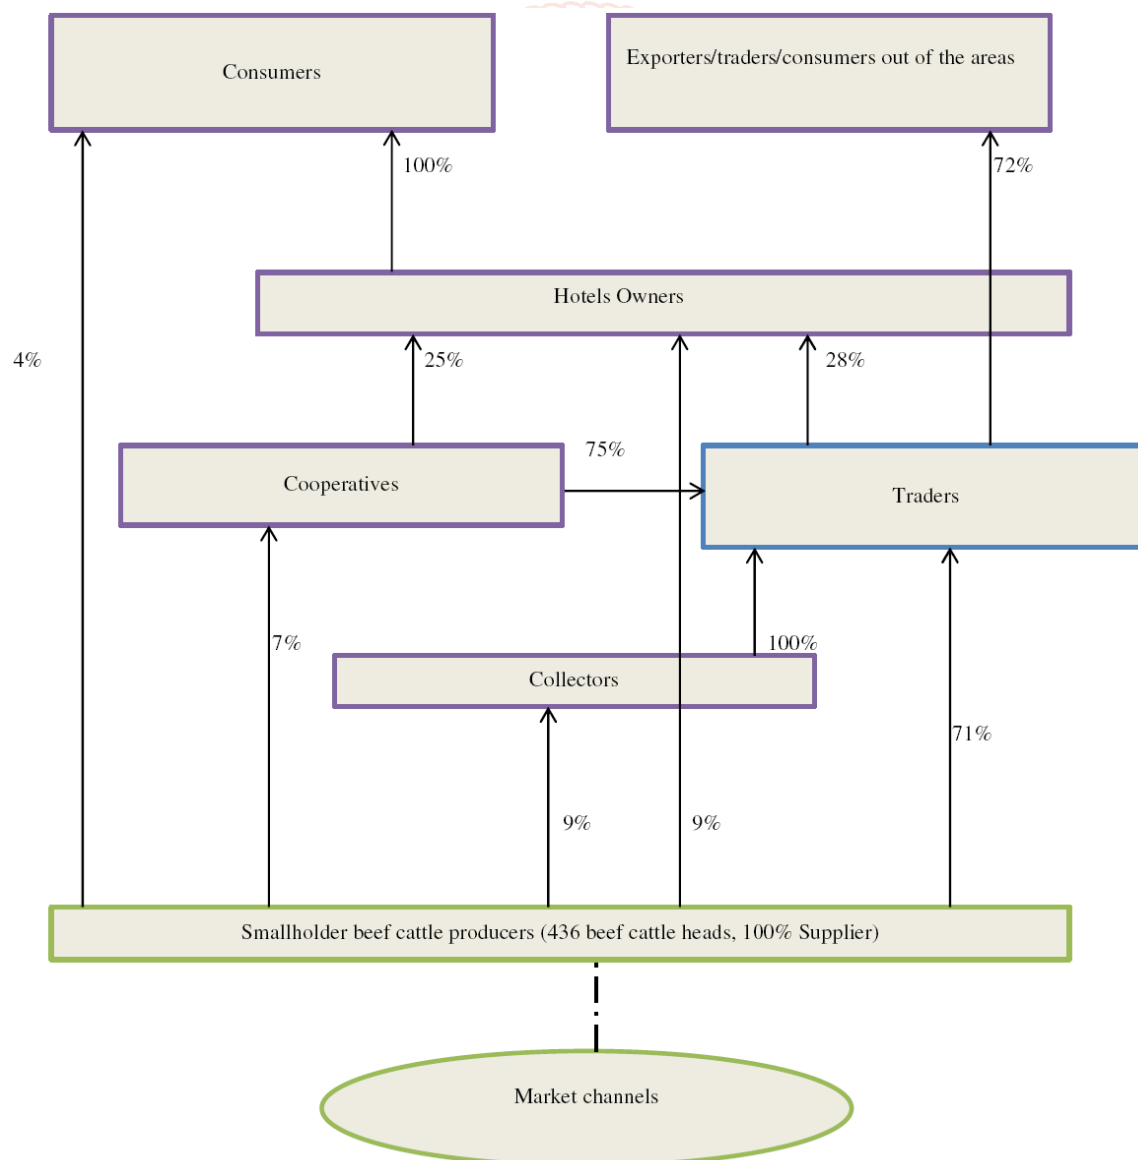 Consumers
Exporters/traders/consumers out of the areas
100%
72%
Hotels Owners
4%
25%
28%
75%
Cooperatives
Traders
7%
100%
Collectors
71%
9%
9%
Smallholder beef cattle producers (436 beef cattle heads, 100% Supplier)
Market channels